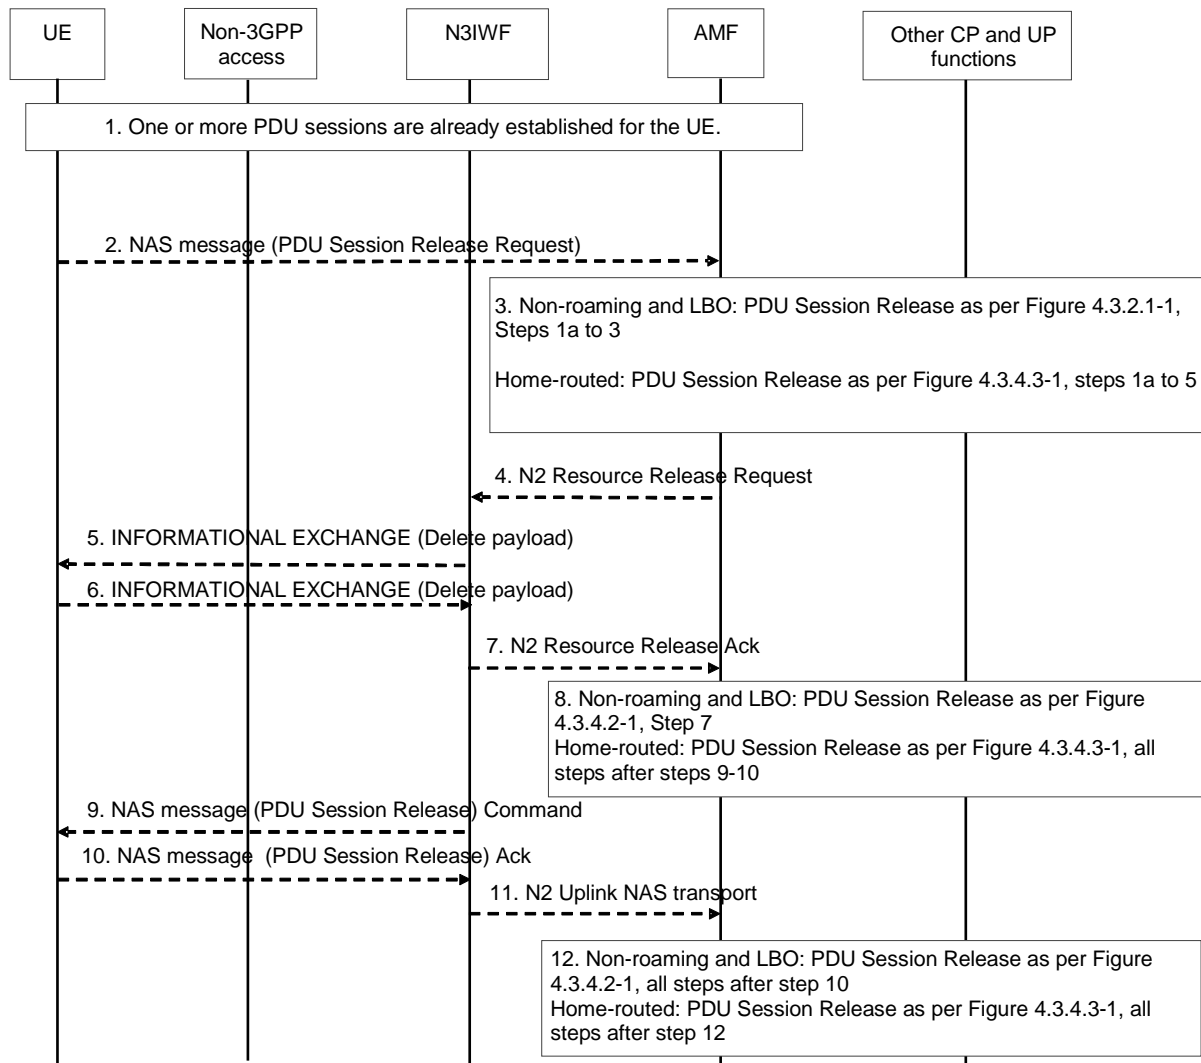 UE
Non-3GPP
access
N3IWF
AMF
Other CP and UP
functions
1. One or more PDU sessions are already established for the UE.
2. NAS message (PDU Session Release Request)
3. Non-roaming and LBO: PDU Session Release as per Figure 4.3.2.1-1,
Steps 1a to 3
Home-routed: PDU Session Release as per Figure 4.3.4.3-1, steps 1a to 5
4. N2 Resource Release Request
5. INFORMATIONAL EXCHANGE (Delete payload)
6. INFORMATIONAL EXCHANGE (Delete payload)
7. N2 Resource Release Ack
8. Non-roaming and LBO: PDU Session Release as per Figure
4.3.4.2-1, Step 7
Home-routed: PDU Session Release as per Figure 4.3.4.3-1, all
steps after steps 9-10
9. NAS message (PDU Session Release) Command
10. NAS message  (PDU Session Release) Ack
11. N2 Uplink NAS transport
12. Non-roaming and LBO: PDU Session Release as per Figure
4.3.4.2-1, all steps after step 10
Home-routed: PDU Session Release as per Figure 4.3.4.3-1, all
steps after step 12